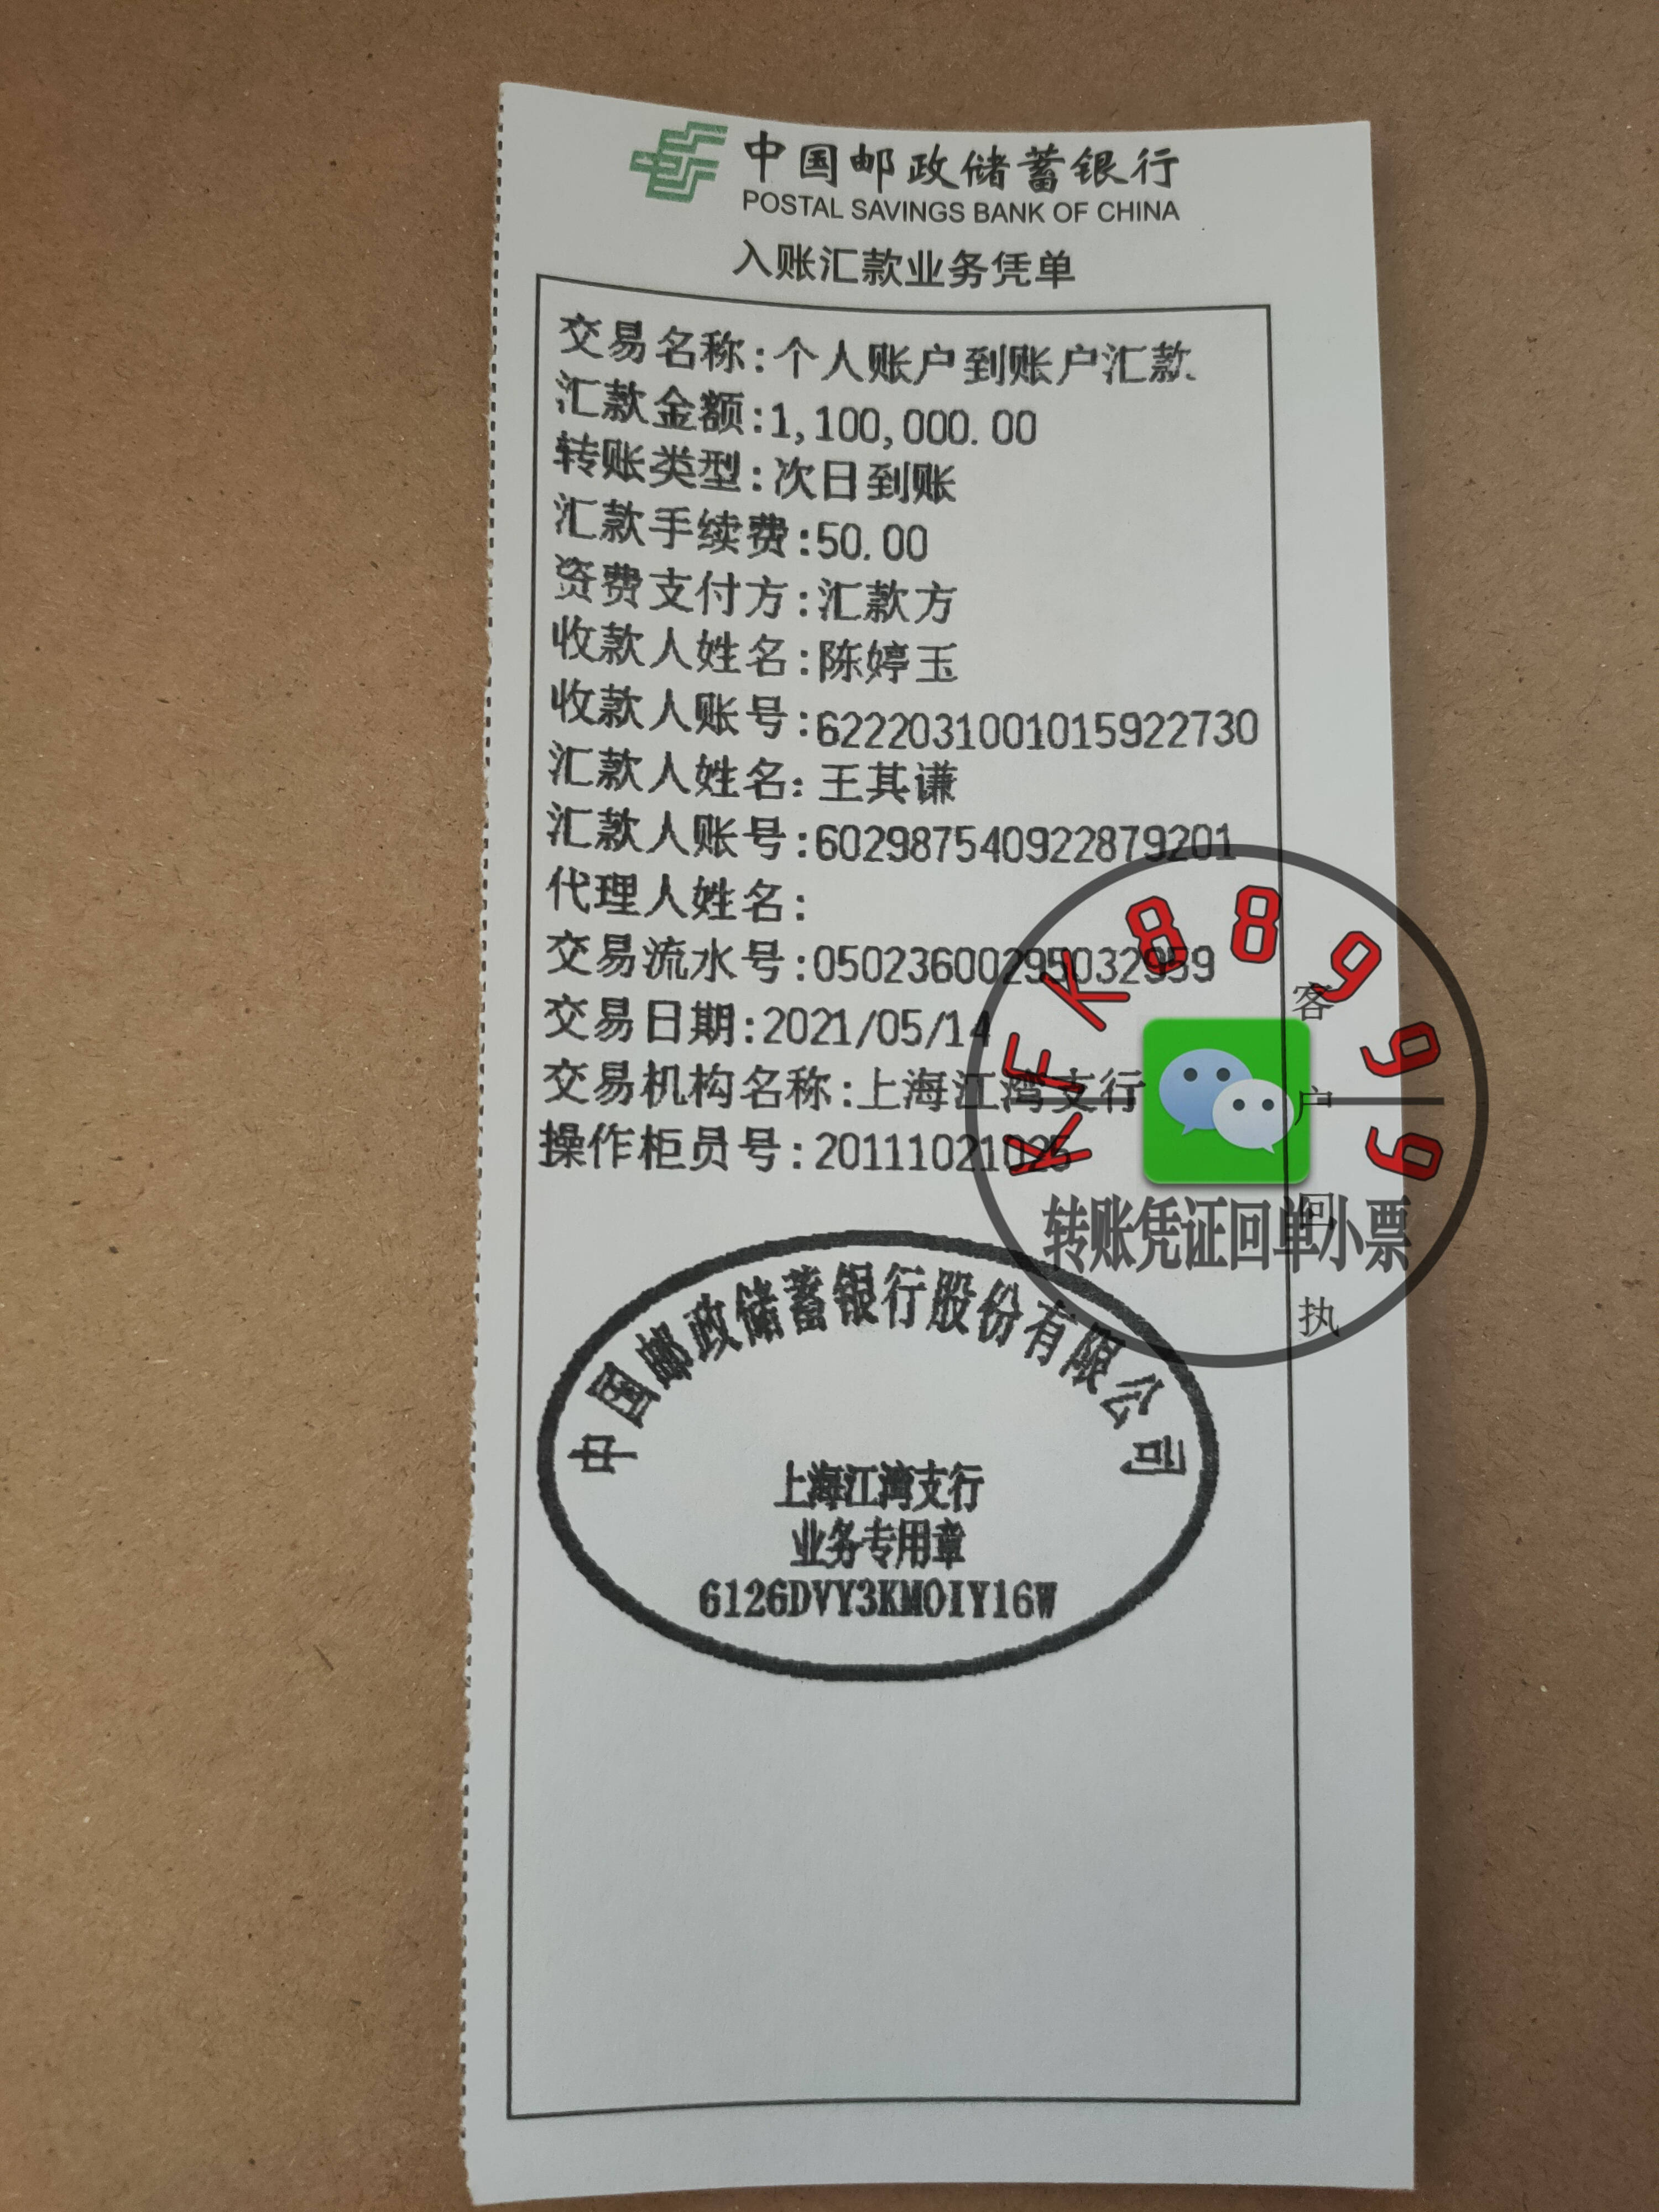 中国邮政储蓄银行
POSTAL SAVINGS BANK OF CHINA
入账汇款业务凭单
交易名称:个人账户到账户汇款
汇款金额:1,100,000.00
转账类型:次日到账
汇款手续费:50.00
资费支付方:汇款方
收款人姓名:陈婷玉
收款人账号:6222031001015922730
汇款人姓名:王其谦
汇款人账号:602987540922879201
代理人姓名:
交易流水号:05023600295032959
交易日期:2021/05/14
交易机构名称:上海江湾支行
操作柜员号:20111021025
客户回执
KFK88999
转账凭证回单小票
中国邮政储蓄银行股份有限公司
上海江湾支行
业务专用章
6126DVY3KMOIY16W